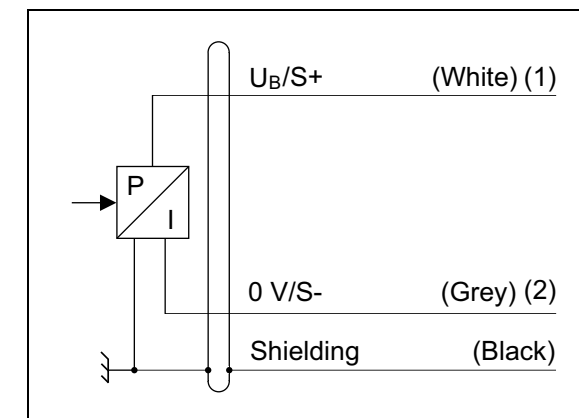 U_B/S+ (White) (1)
P
I
0 V/S- (Grey) (2)
Shielding (Black)